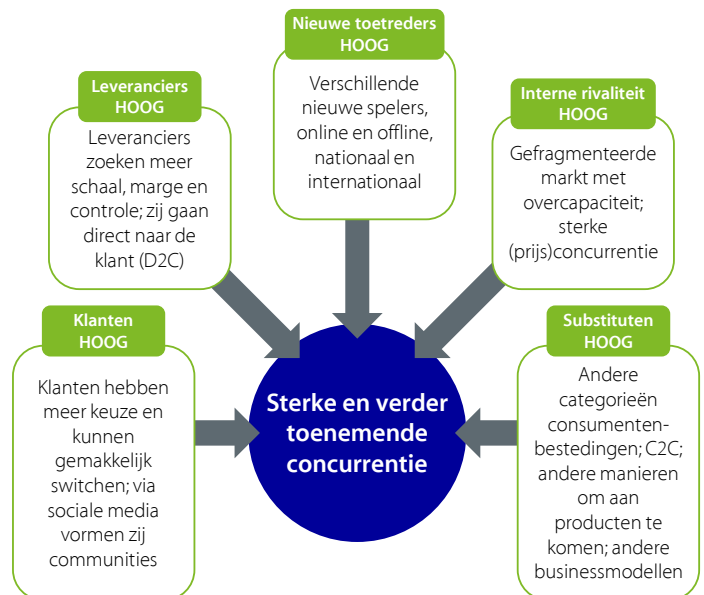 Nieuwe toetreders
HOOG
Verschillende
nieuwe spelers,
online en offline,
nationaal en
internationaal
Leveranciers
HOOG
Leveranciers
zoeken meer
schaal, marge en
controle; zij gaan
direct naar de
klant (D2C)
Interne rivaliteit
HOOG
Gefragmenteerde
markt met
overcapaciteit;
sterke
(prijs)concurrentie
Klanten
HOOG
Klanten hebben
meer keuze en
kunnen
gemakkelijk
switchen; via
sociale media
vormen zij
communities
Sterke en verder
toenemende
concurrentie
Substituten
HOOG
Andere
categorieën
consumenten-
bestedingen; C2C;
andere manieren
om aan
producten te
komen; andere
businessmodellen